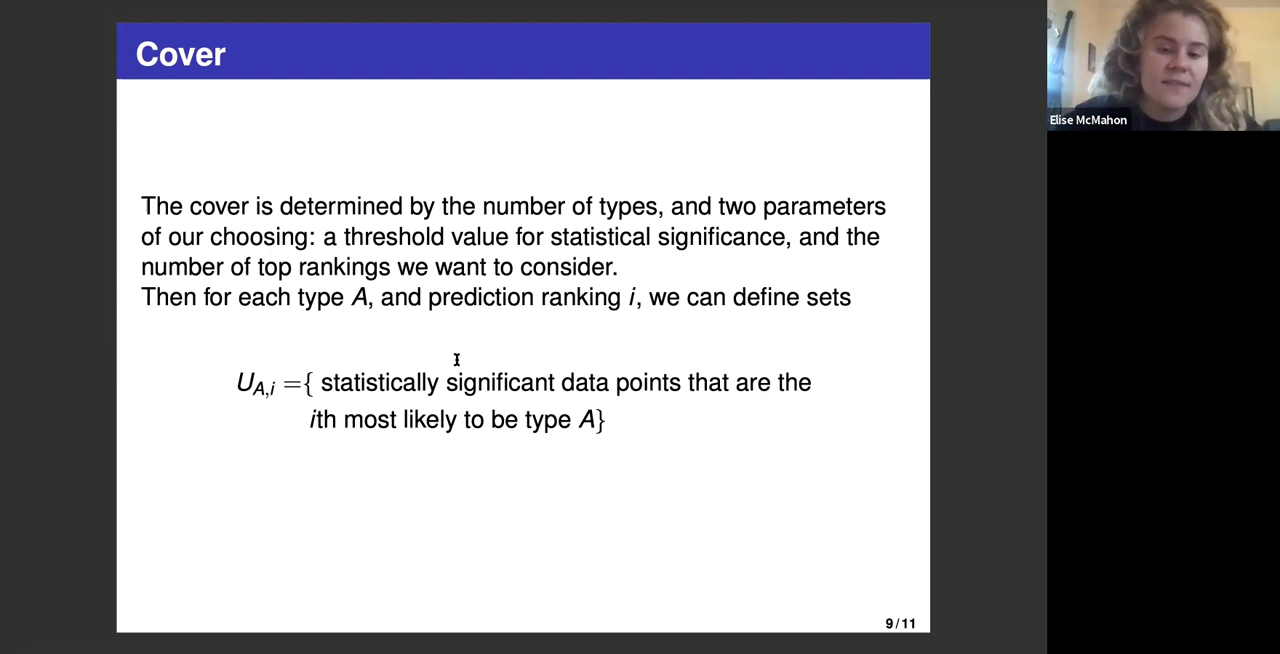 Cover
The cover is determined by the number of types, and two parameters
of our choosing: a threshold value for statistical significance, and the
number of top rankings we want to consider.
Then for each type A, and prediction ranking i, we can define sets
U_{A,i} ={ statistically significant data points that are the
ith most likely to be type A}
9 / 11
Elise McMahon